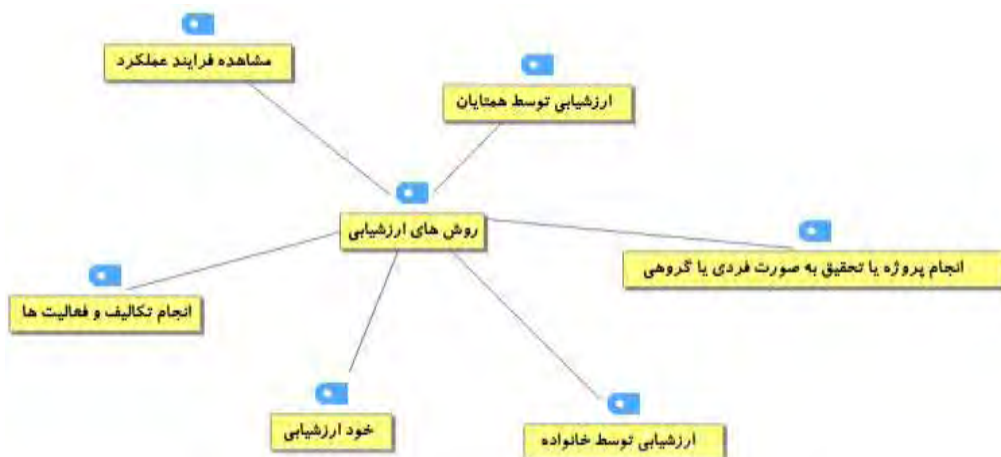 مشاهده فرایند عملکرد
ارزشیابی توسط همتایان
روش های ارزشیابی
انجام پروژه یا تحقیق به صورت فردی یا گروهی
انجام تکالیف و فعالیت ها
خود ارزشیابی
ارزشیابی توسط خانواده